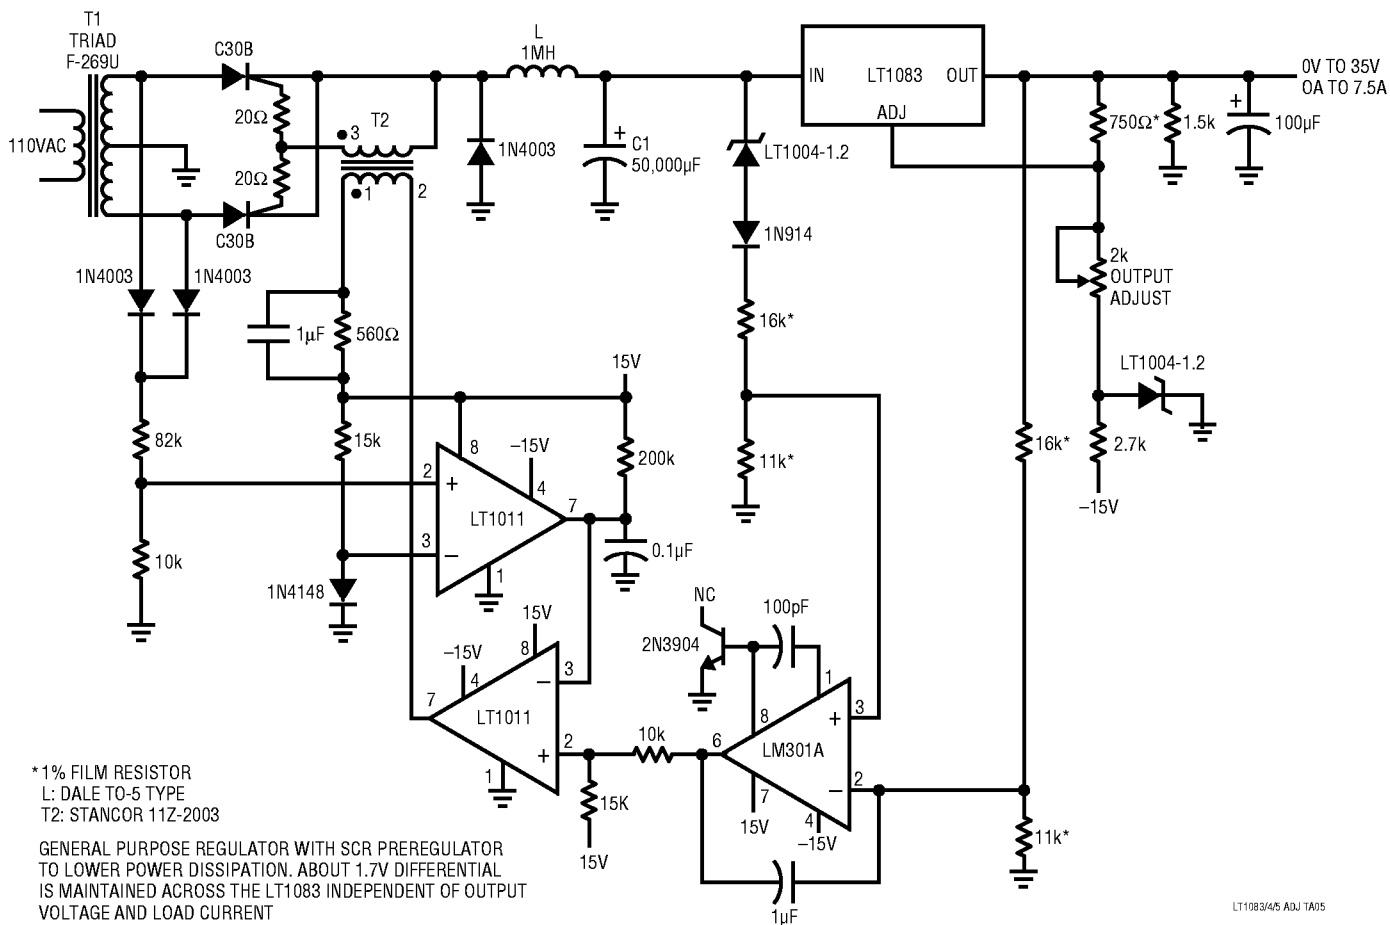 T1
TRIAD
F-269U
110VAC
C30B
20Ω
20Ω
C30B
T2
3
1
2
L
1MH
1N4003
+
C1
50,000µF
IN
LT1083
OUT
ADJ
0V TO 35V
OA TO 7.5A
750Ω*
1.5k
+
100µF
LT1004-1.2
1N914
16k*
11k*
2k
OUTPUT
ADJUST
LT1004-1.2
2.7k
–15V
16k*
11k*
1N4003
1N4003
82k
10k
1µF
560Ω
15k
1N4148
15V
200k
0.1µF
8
–15V
4
2
+
LT1011
7
3
–
1
15V
8
–15V
4
3
–
7
LT1011
2
+
1
10k
15K
15V
NC
2N3904
100pF
1
8
3
+
6
LM301A
–
2
7
15V
4
–15V
1µF
*1% FILM RESISTOR
L: DALE TO-5 TYPE
T2: STANCOR 11Z-2003
GENERAL PURPOSE REGULATOR WITH SCR PREREGULATOR
TO LOWER POWER DISSIPATION. ABOUT 1.7V DIFFERENTIAL
IS MAINTAINED ACROSS THE LT1083 INDEPENDENT OF OUTPUT
VOLTAGE AND LOAD CURRENT
LT1083/4/5 ADJ TA05